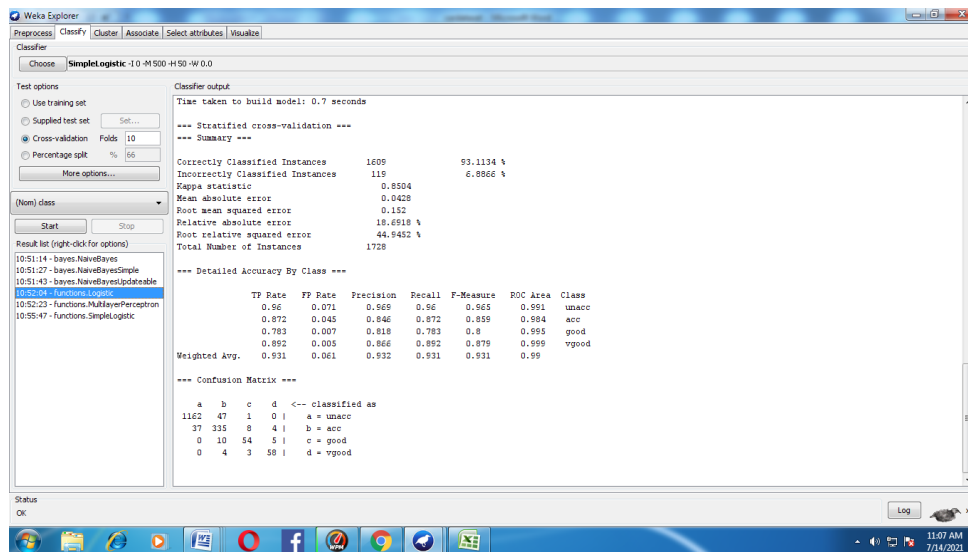 Weka Explorer
Preprocess Classify Cluster Associate Select attributes Visualize
Classifier
Choose SimpleLogistic -I 0 -M 500 -H 50 -W 0.0
Test options
Use training set
Supplied test set Set...
Cross-validation Folds 10
Percentage split % 66
More options...
(Nom) class
Start Stop
Result list (right-click for options)
10:51:14 - bayes.NaiveBayes
10:51:27 - bayes.NaiveBayesSimple
10:51:43 - bayes.NaiveBayesUpdateable
10:52:04 - functions.Logistic
10:52:23 - functions.MultilayerPerceptron
10:55:47 - functions.SimpleLogistic
Classifier output
Time taken to build model: 0.7 seconds
=== Stratified cross-validation ===
=== Summary ===
Correctly Classified Instances 1609 93.1134 %
Incorrectly Classified Instances 119 6.8866 %
Kappa statistic 0.8504
Mean absolute error 0.0428
Root mean squared error 0.152
Relative absolute error 18.6918 %
Root relative squared error 44.9452 %
Total Number of Instances 1728
=== Detailed Accuracy By Class ===
TP Rate FP Rate Precision Recall F-Measure ROC Area Class
0.96 0.071 0.969 0.96 0.965 0.991 unacc
0.872 0.045 0.846 0.872 0.859 0.984 acc
0.783 0.007 0.818 0.783 0.8 0.995 good
0.892 0.005 0.866 0.892 0.879 0.999 vgood
Weighted Avg. 0.931 0.061 0.932 0.931 0.931 0.99
=== Confusion Matrix ===
a b c d <-- classified as
1162 47 1 0 | a = unacc
37 335 8 4 | b = acc
0 10 54 5 | c = good
0 4 3 58 | d = vgood
Status
OK
Log
x 0
WPM
11:07 AM
7/14/2021